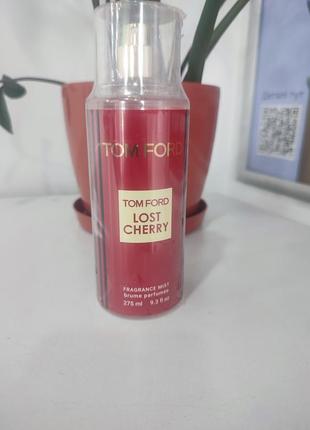 TOM FORD
TOM FORD
LOST
CHERRY
FRAGRANCE MIST
brume parfumée
275 ml 9.3 fl oz